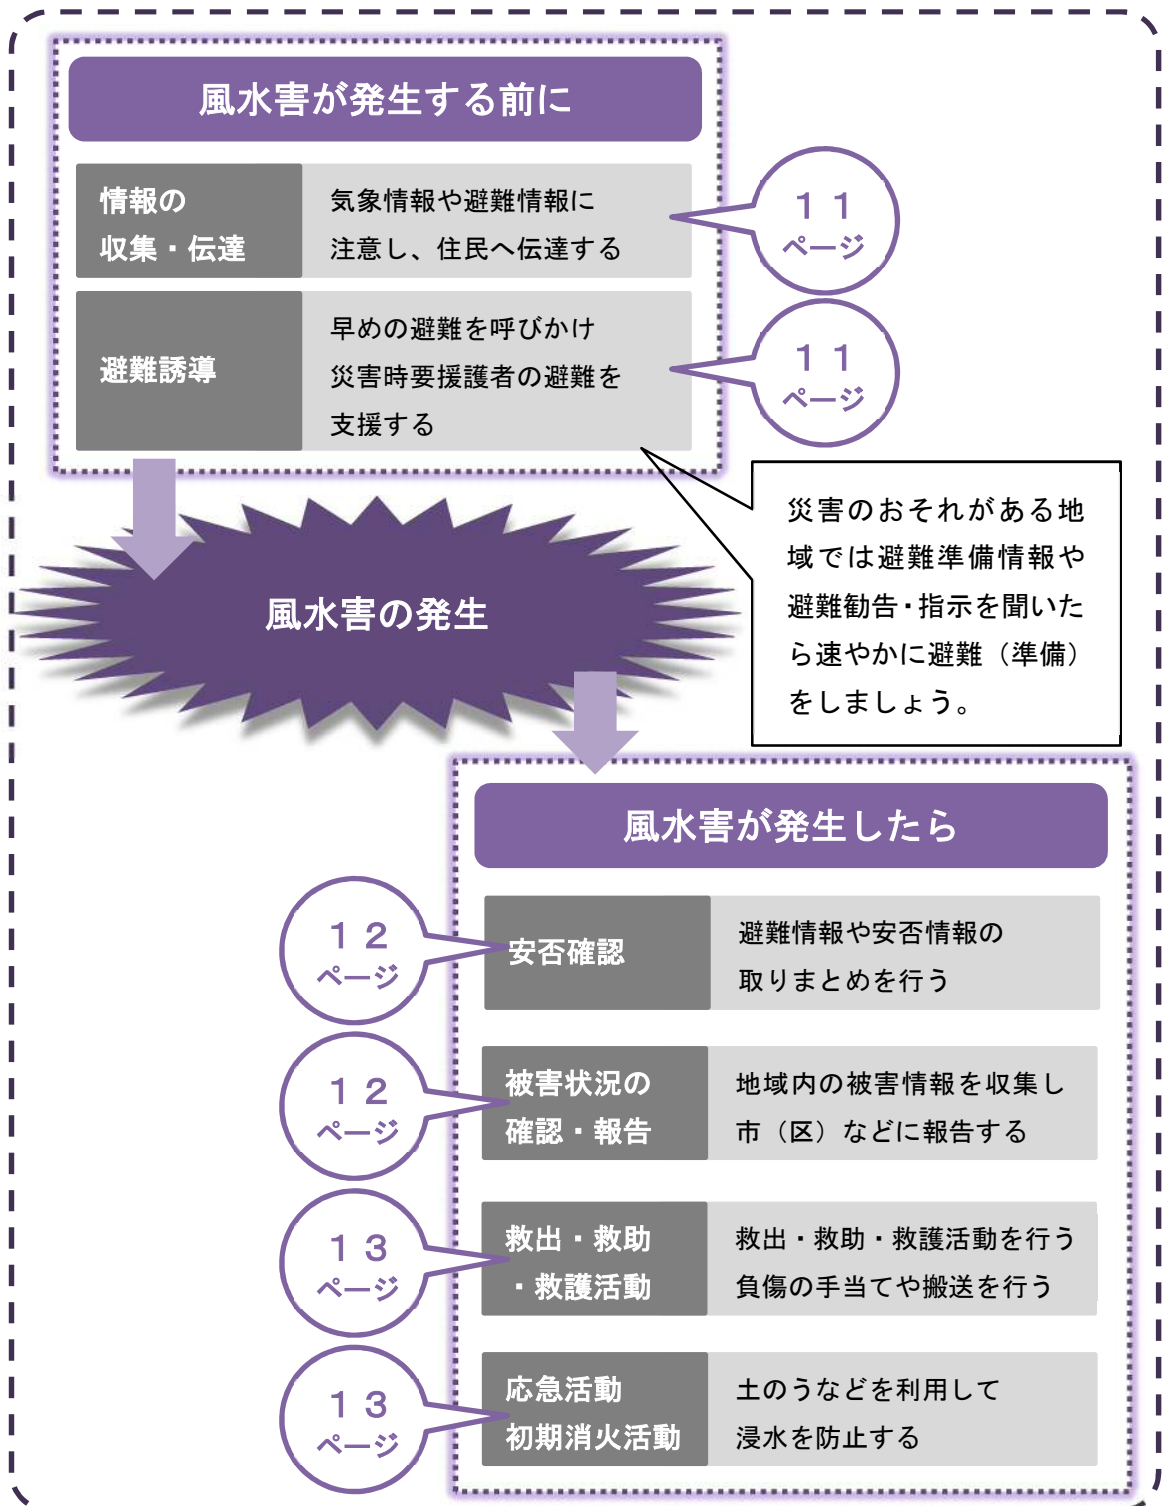 風水害が発生する前に
情報の
収集・伝達
気象情報や避難情報に
注意し、住民へ伝達する
１１
ページ
避難誘導
早めの避難を呼びかけ
災害時要援護者の避難を
支援する
１１
ページ
災害のおそれがある地
域では避難準備情報や
避難勧告・指示を聞いた
ら速やかに避難（準備）
をしましょう。
風水害の発生
風水害が発生したら
１２
ページ
安否確認
避難情報や安否情報の
取りまとめを行う
１２
ページ
被害状況の
確認・報告
地域内の被害情報を収集し
市（区）などに報告する
１３
ページ
救出・救助
・救護活動
救出・救助・救護活動を行う
負傷の手当てや搬送を行う
１３
ページ
応急活動
初期消火活動
土のうなどを利用して
浸水を防止する